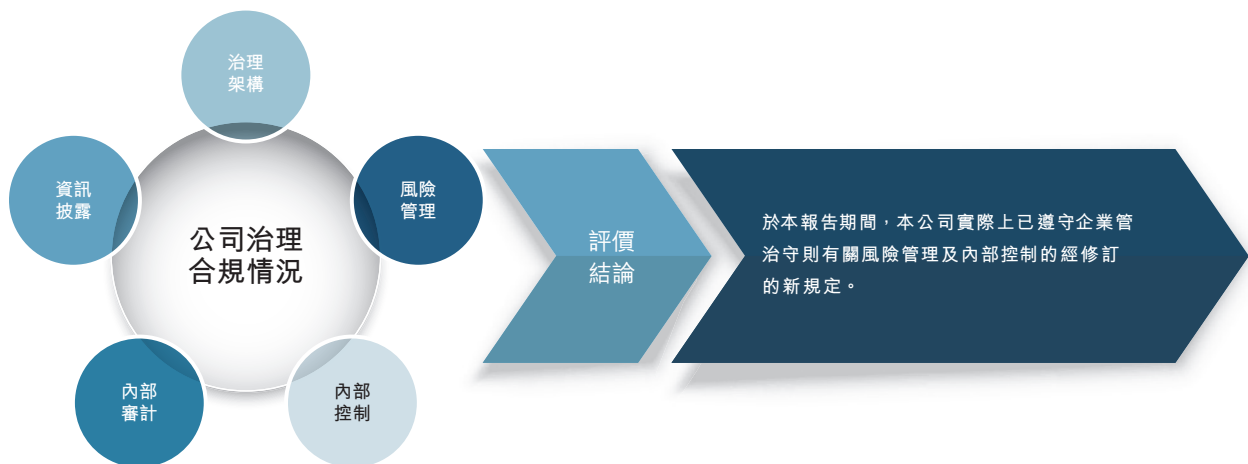 治理
架構
資訊
披露
風險
管理
公司治理
合規情況
內部
審計
內部
控制
評價
結論
於本報告期間，本公司實際上已遵守企業管
治守則有關風險管理及內部控制的經修訂
的新規定。